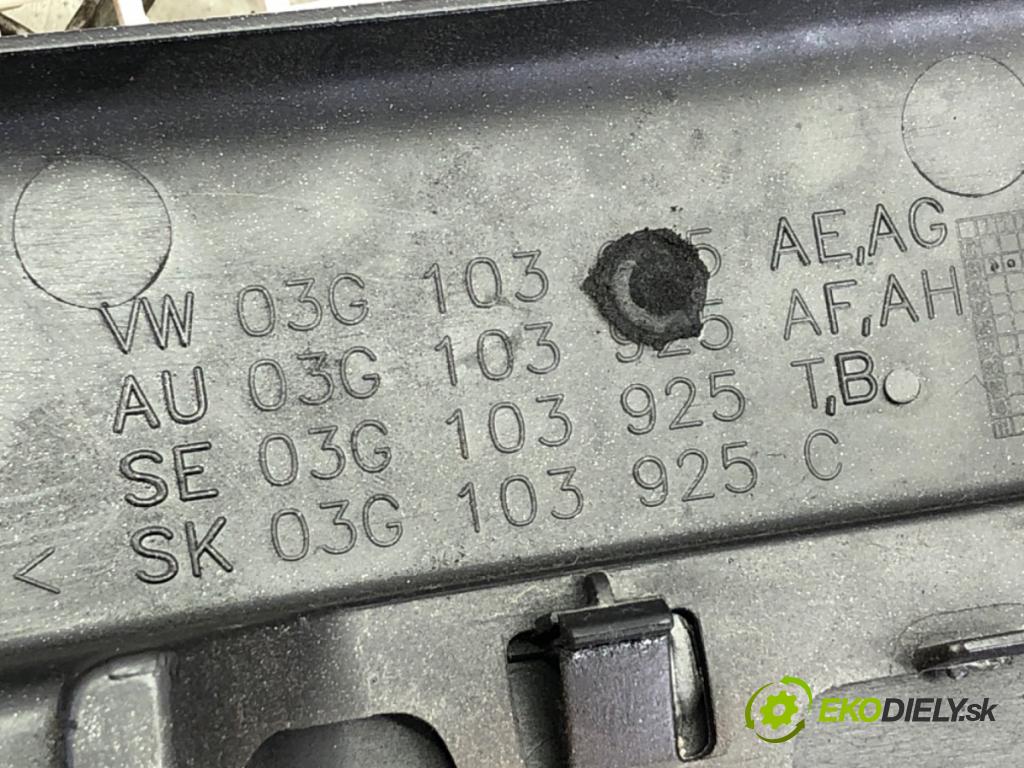 VW 03G 103 AE,AG
AU 03G 103 925 AF,AH
SE 03G 103 925 T,B
SK 03G 103 925 C
<
EKODIELY.sk